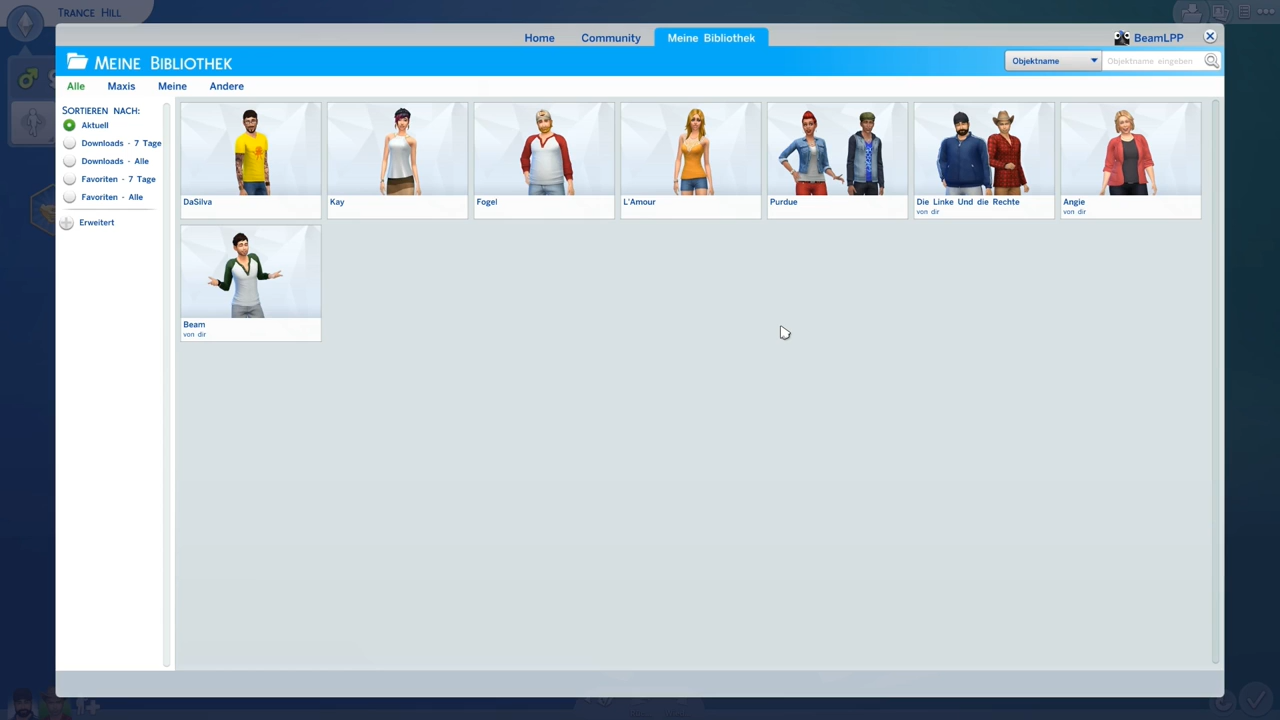 Trance Hill
Home
Community
Meine Bibliothek
BeamLPP
Meine Bibliothek
Objektname
Objektname eingeben
Alle
Maxis
Meine
Andere
Sortieren nach:
Aktuell
Downloads - 7 Tage
Downloads - Alle
Favoriten - 7 Tage
Favoriten - Alle
Erweitert
DaSilva
Kay
Fogel
L'Amour
Purdue
Die Linke Und die Rechte
von dir
Angie
von dir
Beam
von dir